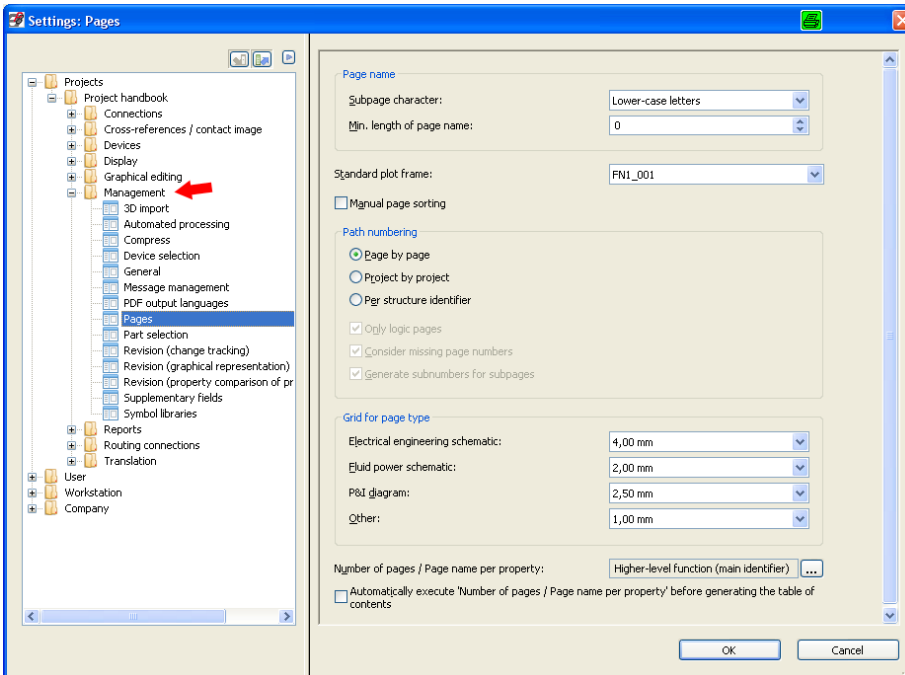 Settings: Pages
Projects
Project handbook
Connections
Cross-references / contact image
Devices
Display
Graphical editing
Management
3D import
Automated processing
Compress
Device selection
General
Message management
PDF output languages
Pages
Part selection
Revision (change tracking)
Revision (graphical representation)
Revision (property comparison of pr
Supplementary fields
Symbol libraries
Reports
Routing connections
Translation
User
Workstation
Company
Page name
Subpage character: Lower-case letters
Min. length of page name: 0
Standard plot frame: FN1_001
Manual page sorting
Path numbering
Page by page
Project by project
Per structure identifier
Only logic pages
Consider missing page numbers
Generate subnumbers for subpages
Grid for page type
Electrical engineering schematic: 4,00 mm
Fluid power schematic: 2,00 mm
P&I diagram: 2,50 mm
Other: 1,00 mm
Number of pages / Page name per property: Higher-level function (main identifier) ...
Automatically execute 'Number of pages / Page name per property' before generating the table of
contents
OK Cancel